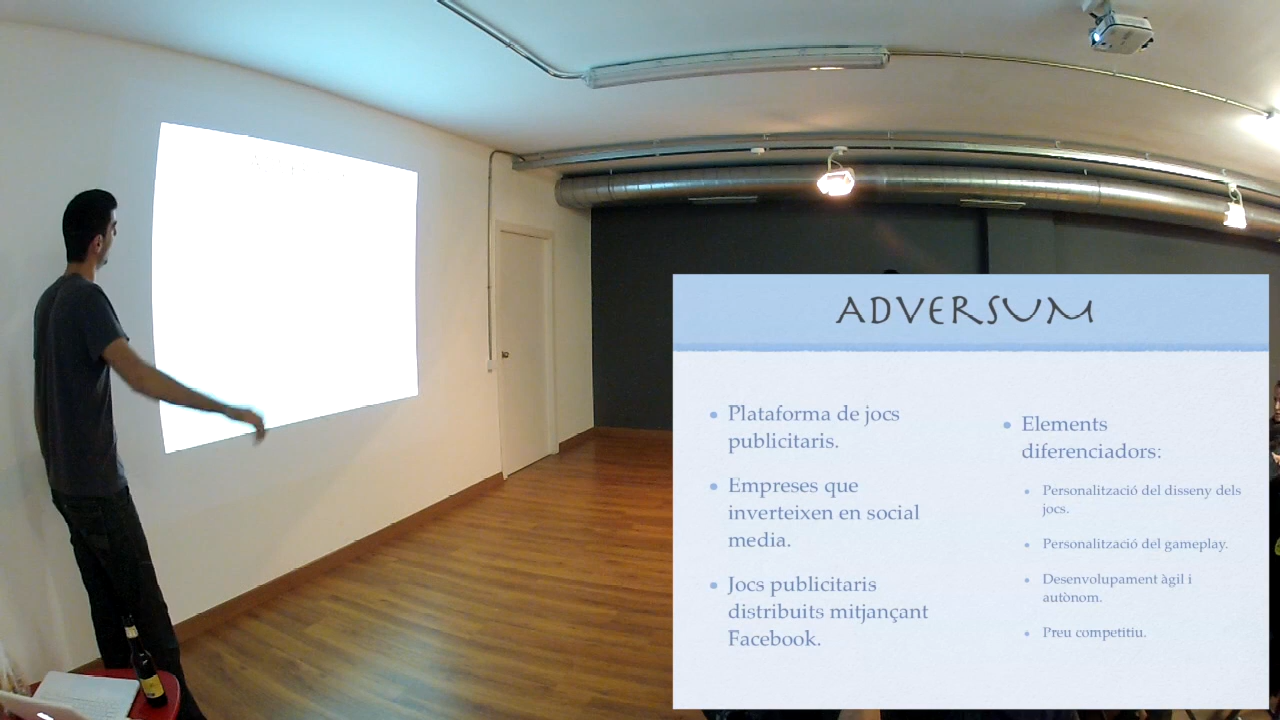 ADVERSUM
• Plataforma de jocs
publicitaris.
• Empreses que
inverteixen en social
media.
• Jocs publicitaris
distribuits mitjançant
Facebook.
• Elements
diferenciadors:
• Personalització del disseny dels
jocs.
• Personalització del gameplay.
• Desenvolupament àgil i
autònom.
• Preu competitiu.